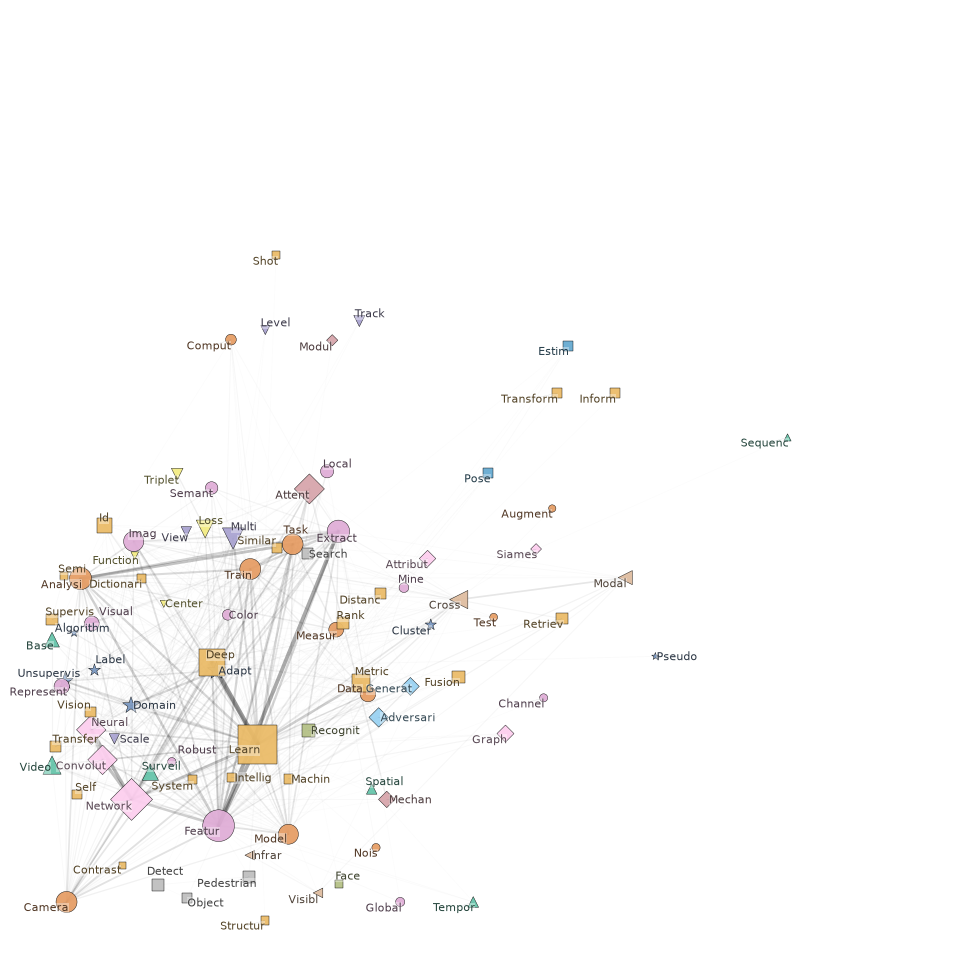 Shot
Level
Track
Comput
Modul
Estim
Transform
Inform
Sequenc
Local
Triplet
Semant
Attent
Pose
Augment
Id
Loss
Multi
Imag
View
Task
Extract
Similar
Search
Function
Siames
Attribut
Semi
Analysi
Dictionari
Train
Mine
Modal
Distanc
Cross
Center
Supervis
Visual
Color
Rank
Algorithm
Measur
Cluster
Test
Retriev
Base
Deep
Pseudo
Label
Adapt
Metric
Unsupervis
Represent
Data
Generat
Fusion
Vision
Domain
Channel
Neural
Adversari
Transfer
Scale
Recognit
Graph
Robust
Learn
Video
Convolut
Surveil
System
Intellig
Machin
Spatial
Self
Network
Mechan
Featur
Model
Infrar
Nois
Contrast
Detect
Pedestrian
Face
Object
Visibl
Camera
Global
Tempor
Structur